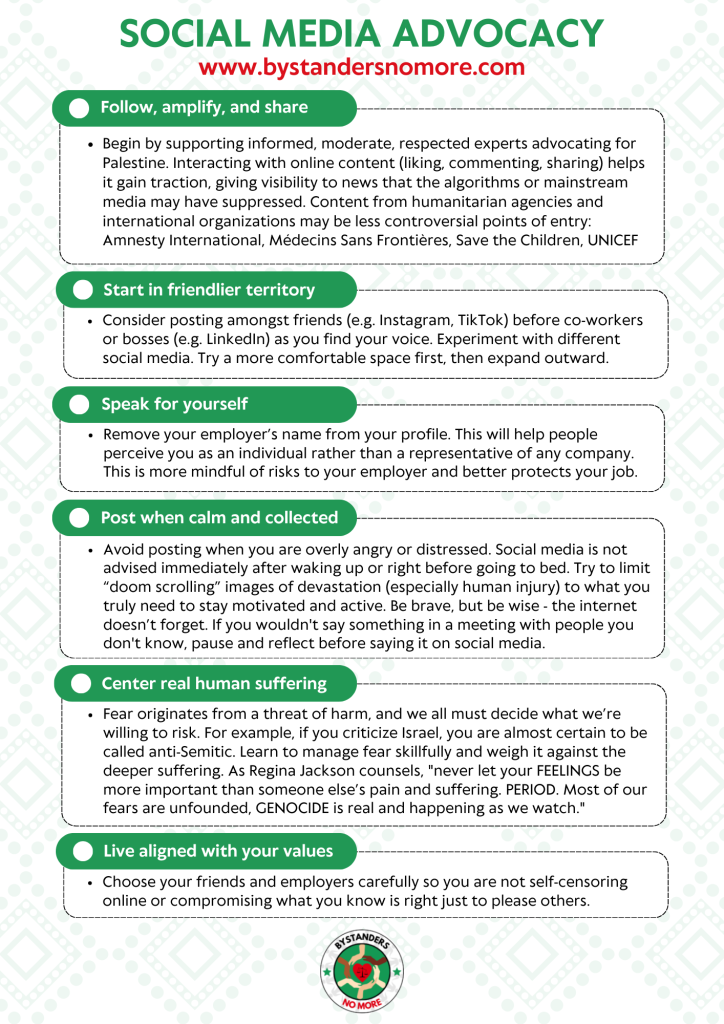 SOCIAL MEDIA ADVOCACY
www.bystandersnomore.com
Follow, amplify, and share
• Begin by supporting informed, moderate, respected experts advocating for
Palestine. Interacting with online content (liking, commenting, sharing) helps
it gain traction, giving visibility to news that the algorithms or mainstream
media may have suppressed. Content from humanitarian agencies and
international organizations may be less controversial points of entry:
Amnesty International, Médecins Sans Frontières, Save the Children, UNICEF
Start in friendlier territory
• Consider posting amongst friends (e.g. Instagram, TikTok) before co-workers
or bosses (e.g. LinkedIn) as you find your voice. Experiment with different
social media. Try a more comfortable space first, then expand outward.
Speak for yourself
• Remove your employer's name from your profile. This will help people
perceive you as an individual rather than a representative of any company.
This is more mindful of risks to your employer and better protects your job.
Post when calm and collected
• Avoid posting when you are overly angry or distressed. Social media is not
advised immediately after waking up or right before going to bed. Try to limit
“doom scrolling” images of devastation (especially human injury) to what you
truly need to stay motivated and active. Be brave, but be wise - the internet
doesn’t forget. If you wouldn't say something in a meeting with people you
don't know, pause and reflect before saying it on social media.
Center real human suffering
• Fear originates from a threat of harm, and we all must decide what we’re
willing to risk. For example, if you criticize Israel, you are almost certain to be
called anti-Semitic. Learn to manage fear skillfully and weigh it against the
deeper suffering. As Regina Jackson counsels, "never let your FEELINGS be
more important than someone else’s pain and suffering. PERIOD. Most of our
fears are unfounded, GENOCIDE is real and happening as we watch."
Live aligned with your values
• Choose your friends and employers carefully so you are not self-censoring
online or compromising what you know is right just to please others.
BYSTANDERS
NO MORE